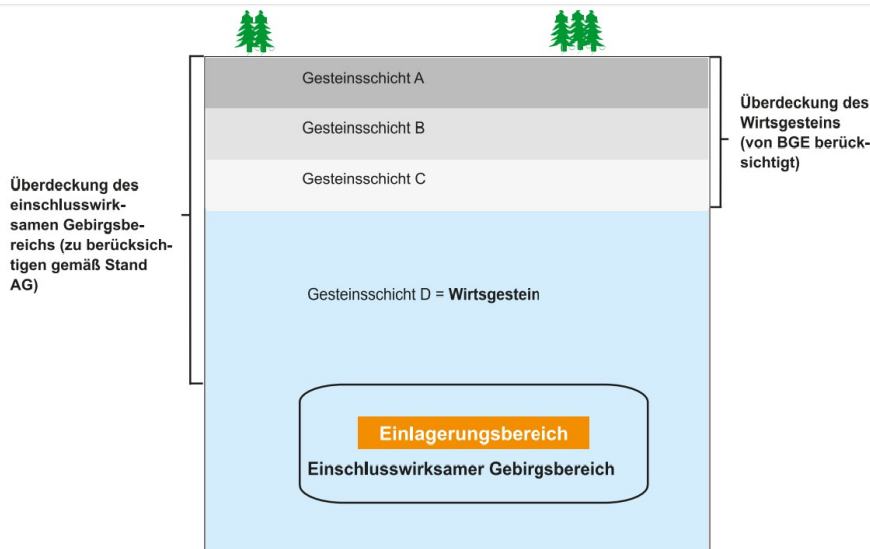 Gesteinsschicht A
Gesteinsschicht B
Gesteinsschicht C
Überdeckung des
Wirtsgesteins
(von BGE berück-
sichtigt)
Überdeckung des
einschlusswirk-
samen Gebirgsbe-
reichs (zu berücksich-
tigen gemäß Stand
AG)
Gesteinsschicht D = Wirtsgestein
Einlagerungsbereich
Einschlusswirksamer Gebirgsbereich